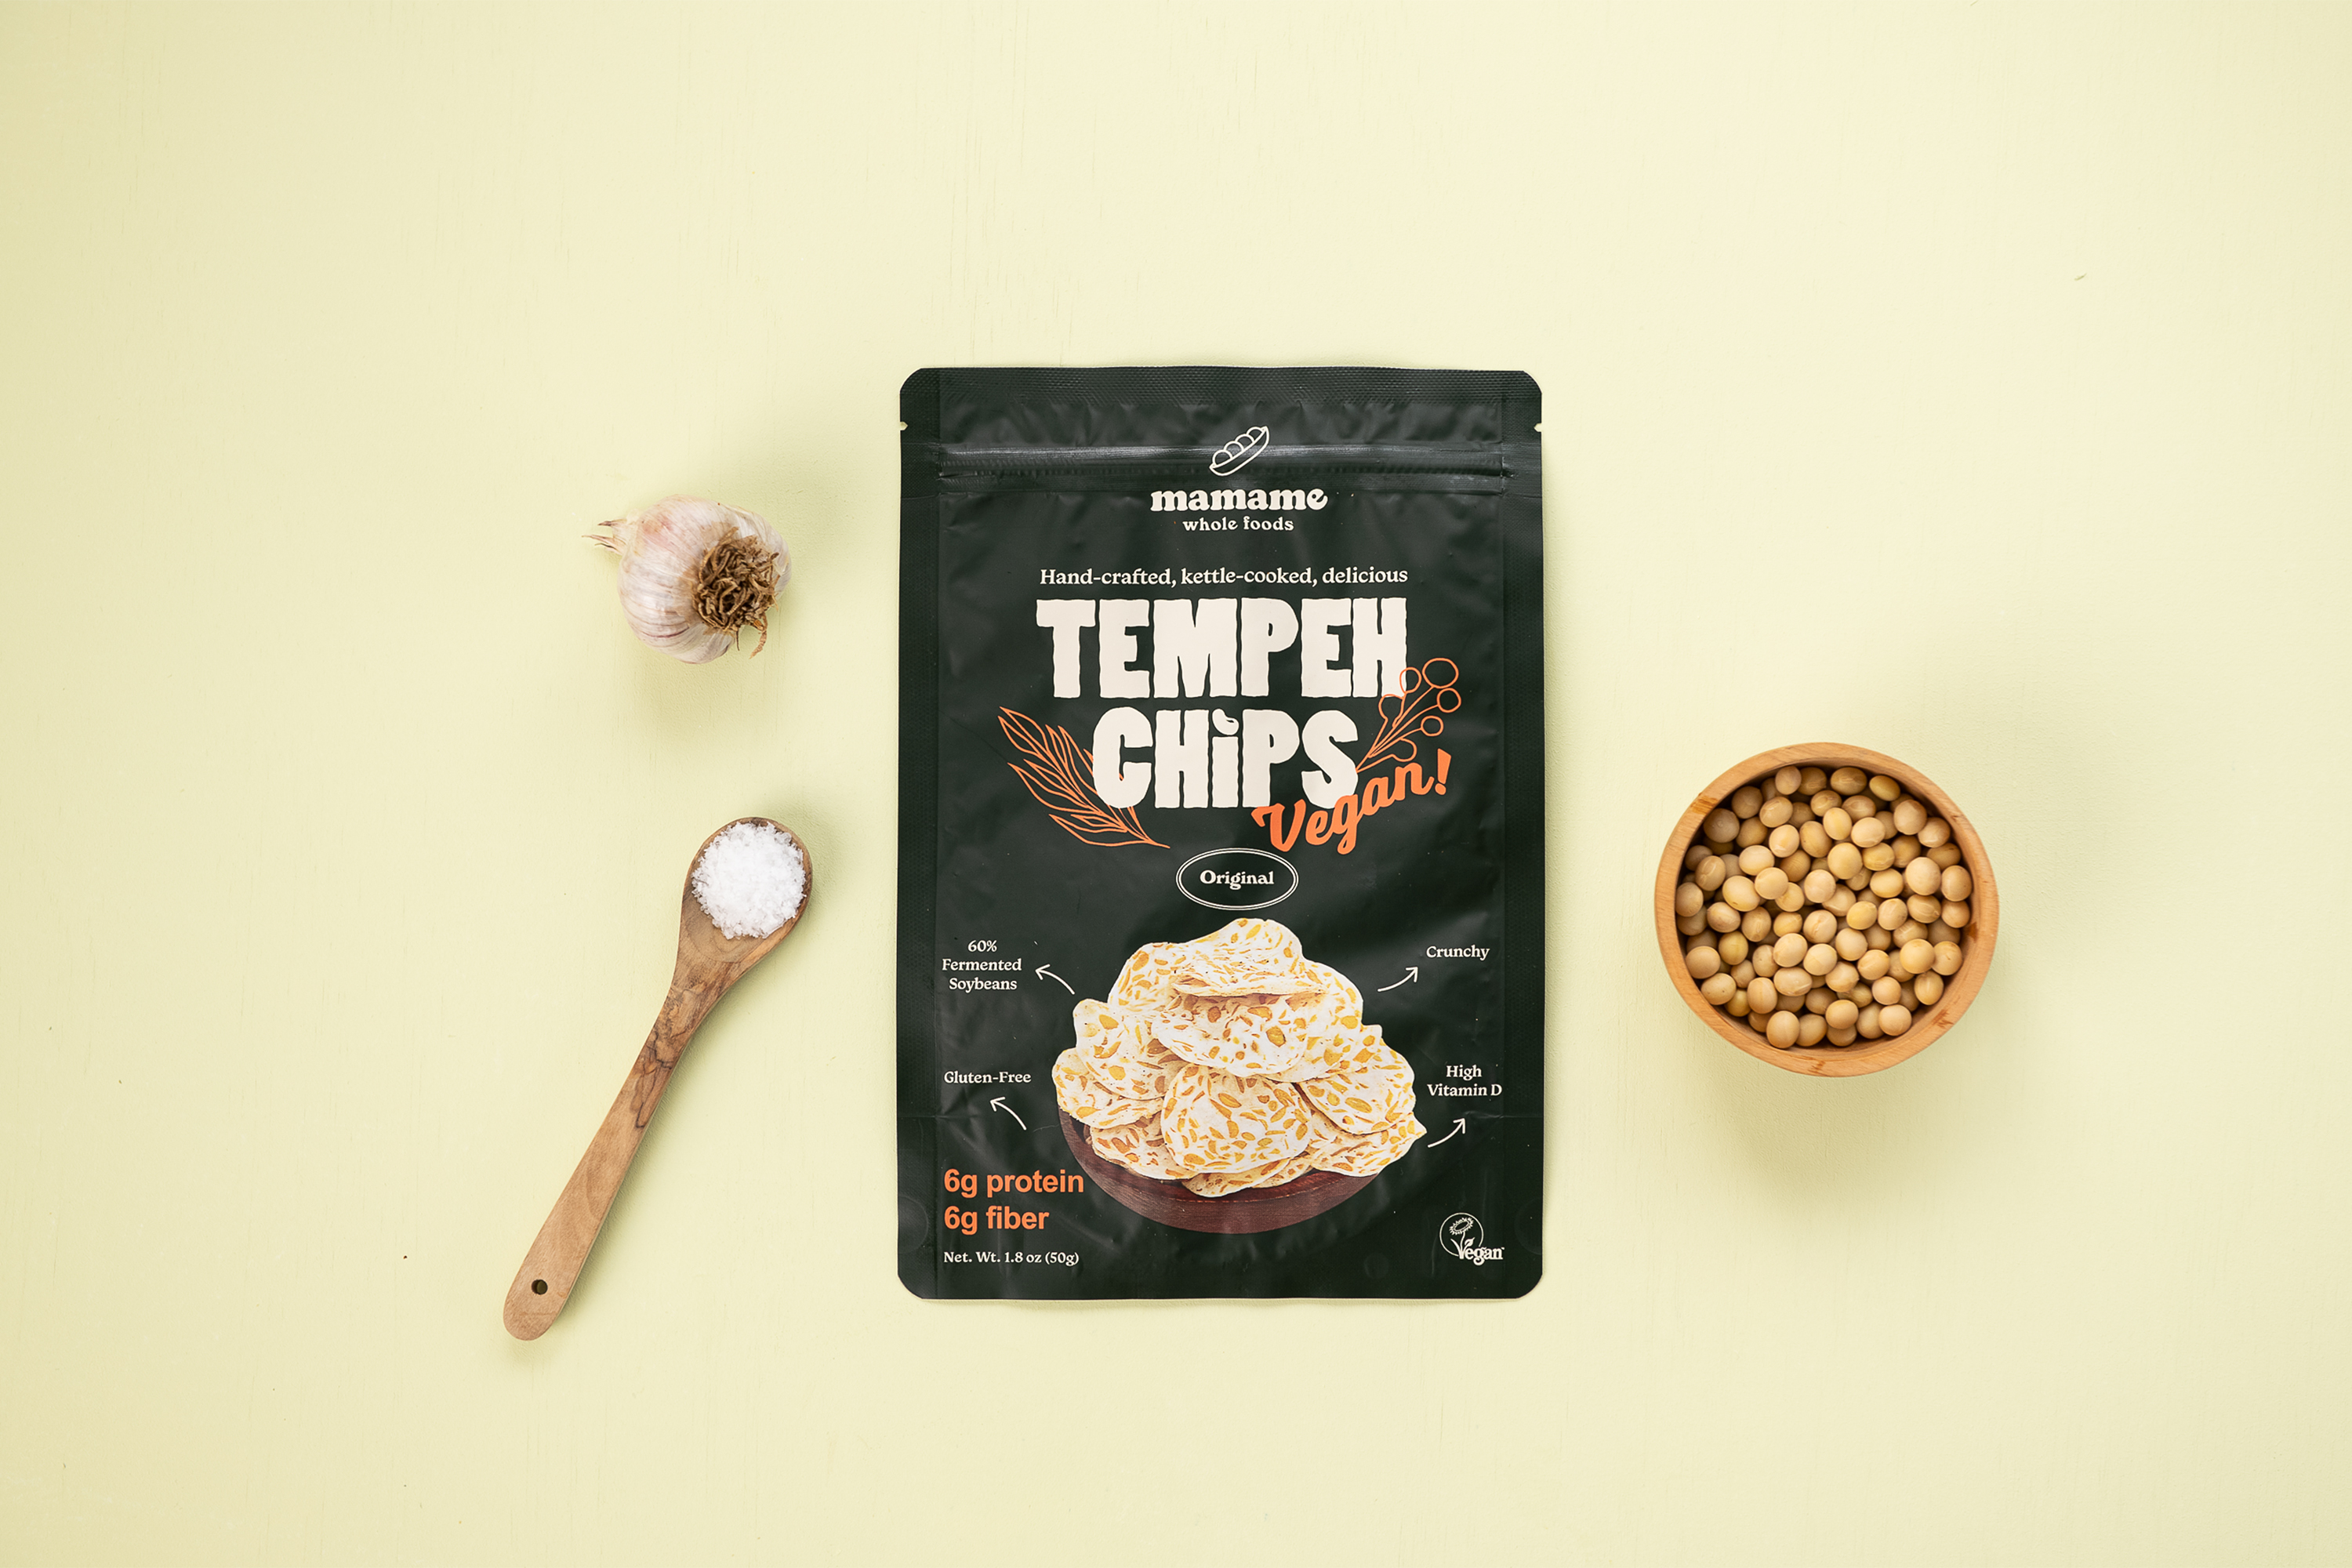 mamame
whole foods
Hand-crafted, kettle-cooked, delicious
TEMPEH
CHiPS
Vegan!
Original
60%
Fermented
Soybeans
Crunchy
Gluten-Free
High
Vitamin D
6g protein
6g fiber
Net. Wt. 1.8 oz (50g)
Vegan